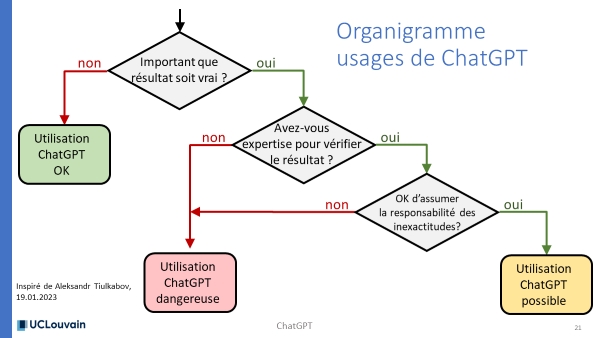 Organigramme
usages de ChatGPT
Important que
résultat soit vrai ?
non
oui
Utilisation
ChatGPT
OK
Avez-vous
expertise pour vérifier
le résultat ?
non
oui
OK d’assumer
la responsabilité des
inexactitudes?
non
oui
Utilisation
ChatGPT
dangereuse
Utilisation
ChatGPT
possible
Inspiré de Aleksandr Tiulkabov,
19.01.2023
UCLouvain
ChatGPT
21